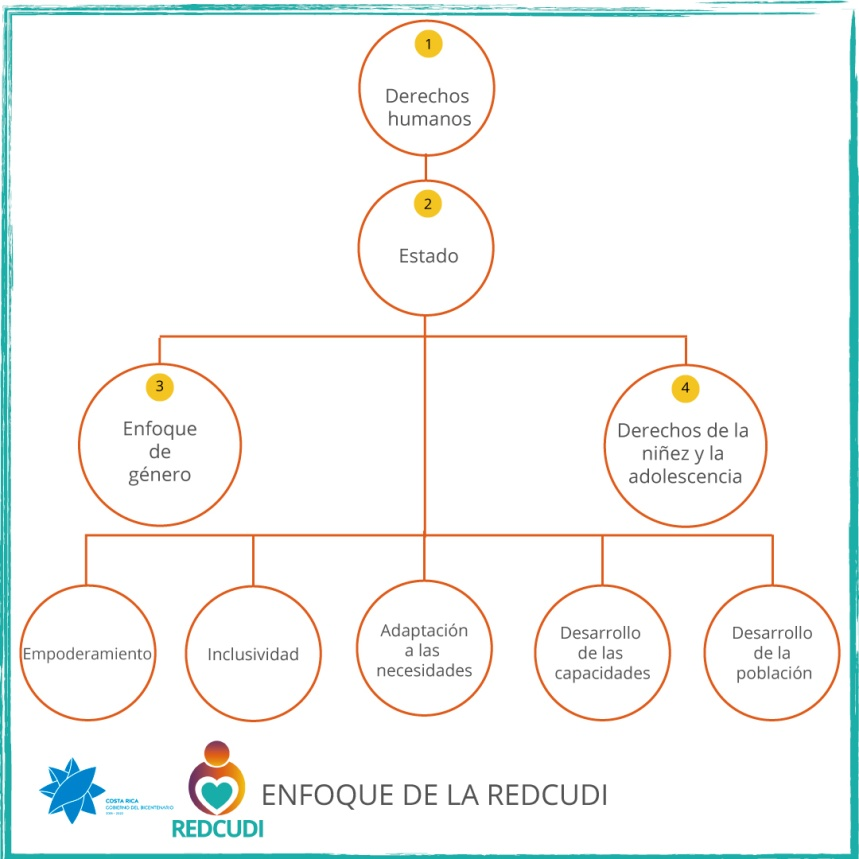 1
Derechos
humanos
2
Estado
3
Enfoque
de
género
4
Derechos de la
niñez y la
adolescencia
Empoderamiento
Inclusividad
Adaptación
a las
necesidades
Desarrollo
de las
capacidades
Desarrollo
de la
población
COSTA RICA
GOBIERNO DEL BICENTENARIO
REDCUDI
ENFOQUE DE LA REDCUDI